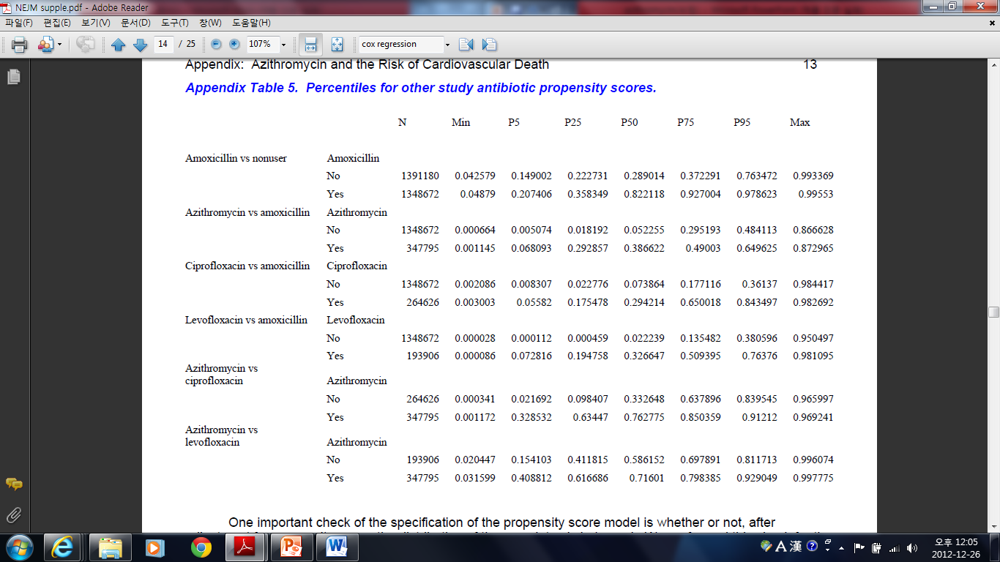 NEJM supple.pdf - Adobe Reader
파일(F) 편집(E) 보기(V) 문서(D) 도구(T) 창(W) 도움말(H)
14 / 25 107% cox regression
Appendix: Azithromycin and the Risk of Cardiovascular Death 13
Appendix Table 5. Percentiles for other study antibiotic propensity scores.
N Min P5 P25 P50 P75 P95 Max
Amoxicillin vs nonuser Amoxicillin
No 1391180 0.042579 0.149002 0.222731 0.289014 0.372291 0.763472 0.993369
Yes 1348672 0.04879 0.207406 0.358349 0.822118 0.927004 0.978623 0.99553
Azithromycin vs amoxicillin Azithromycin
No 1348672 0.000664 0.005074 0.018192 0.052255 0.295193 0.484113 0.866628
Yes 347795 0.001145 0.068093 0.292857 0.386622 0.49003 0.649625 0.872965
Ciprofloxacin vs amoxicillin Ciprofloxacin
No 1348672 0.002086 0.008307 0.022776 0.073864 0.177116 0.36137 0.984417
Yes 264626 0.003003 0.05582 0.175478 0.294214 0.650018 0.843497 0.982692
Levofloxacin vs amoxicillin Levofloxacin
No 1348672 0.000028 0.000112 0.000459 0.022239 0.135482 0.380596 0.950497
Yes 193906 0.000086 0.072816 0.194758 0.326647 0.509395 0.76376 0.981095
Azithromycin vs
ciprofloxacin Azithromycin
No 264626 0.000341 0.021692 0.098407 0.332648 0.637896 0.839545 0.965997
Yes 347795 0.001172 0.328532 0.63447 0.762775 0.850359 0.91212 0.969241
Azithromycin vs
levofloxacin Azithromycin
No 193906 0.020447 0.154103 0.411815 0.586152 0.697891 0.811713 0.996074
Yes 347795 0.031599 0.408812 0.616686 0.71601 0.798385 0.929049 0.997775
One important check of the specification of the propensity score model is whether or not, after
A 漢
오후 12:05
2012-12-26